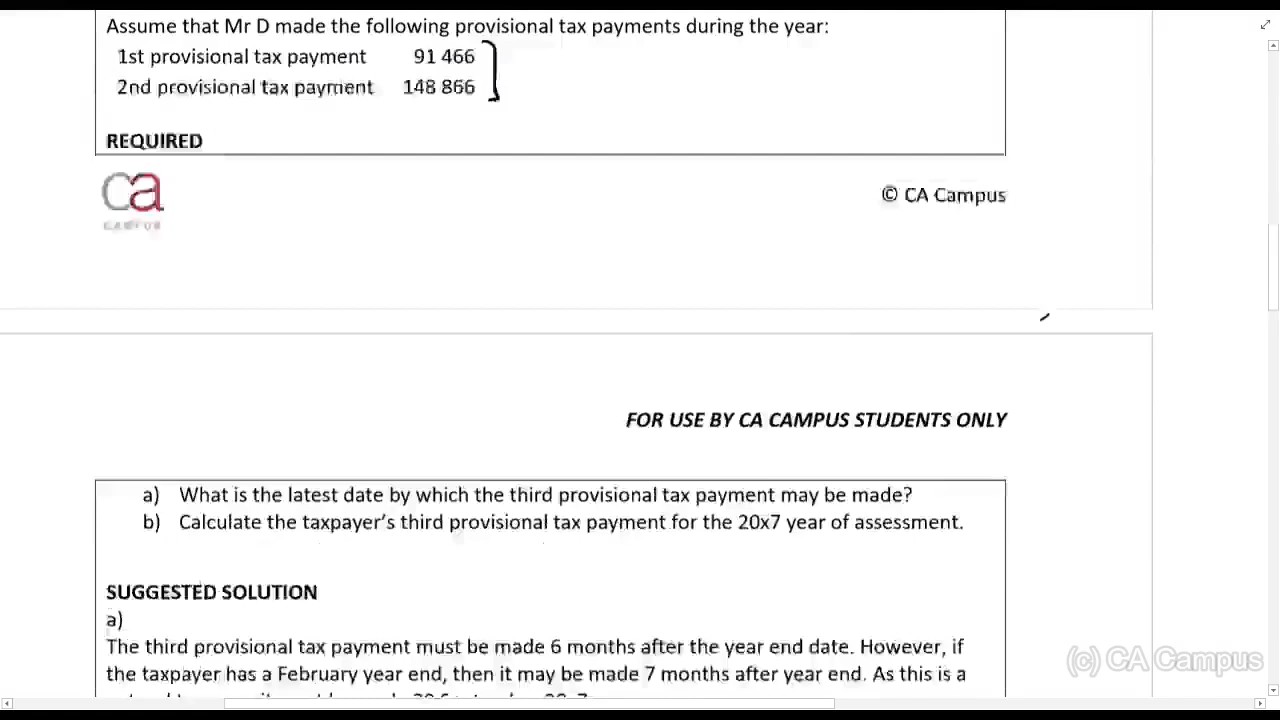 Assume that Mr D made the following provisional tax payments during the year:
1st provisional tax payment 91 466
2nd provisional tax payment 148 866
REQUIRED
ca
CAMPUS
© CA Campus
FOR USE BY CA CAMPUS STUDENTS ONLY
a) What is the latest date by which the third provisional tax payment may be made?
b) Calculate the taxpayer's third provisional tax payment for the 20x7 year of assessment.
SUGGESTED SOLUTION
a)
The third provisional tax payment must be made 6 months after the year end date. However, if
the taxpayer has a February year end, then it may be made 7 months after year end. As this is a
(c) CA Campus